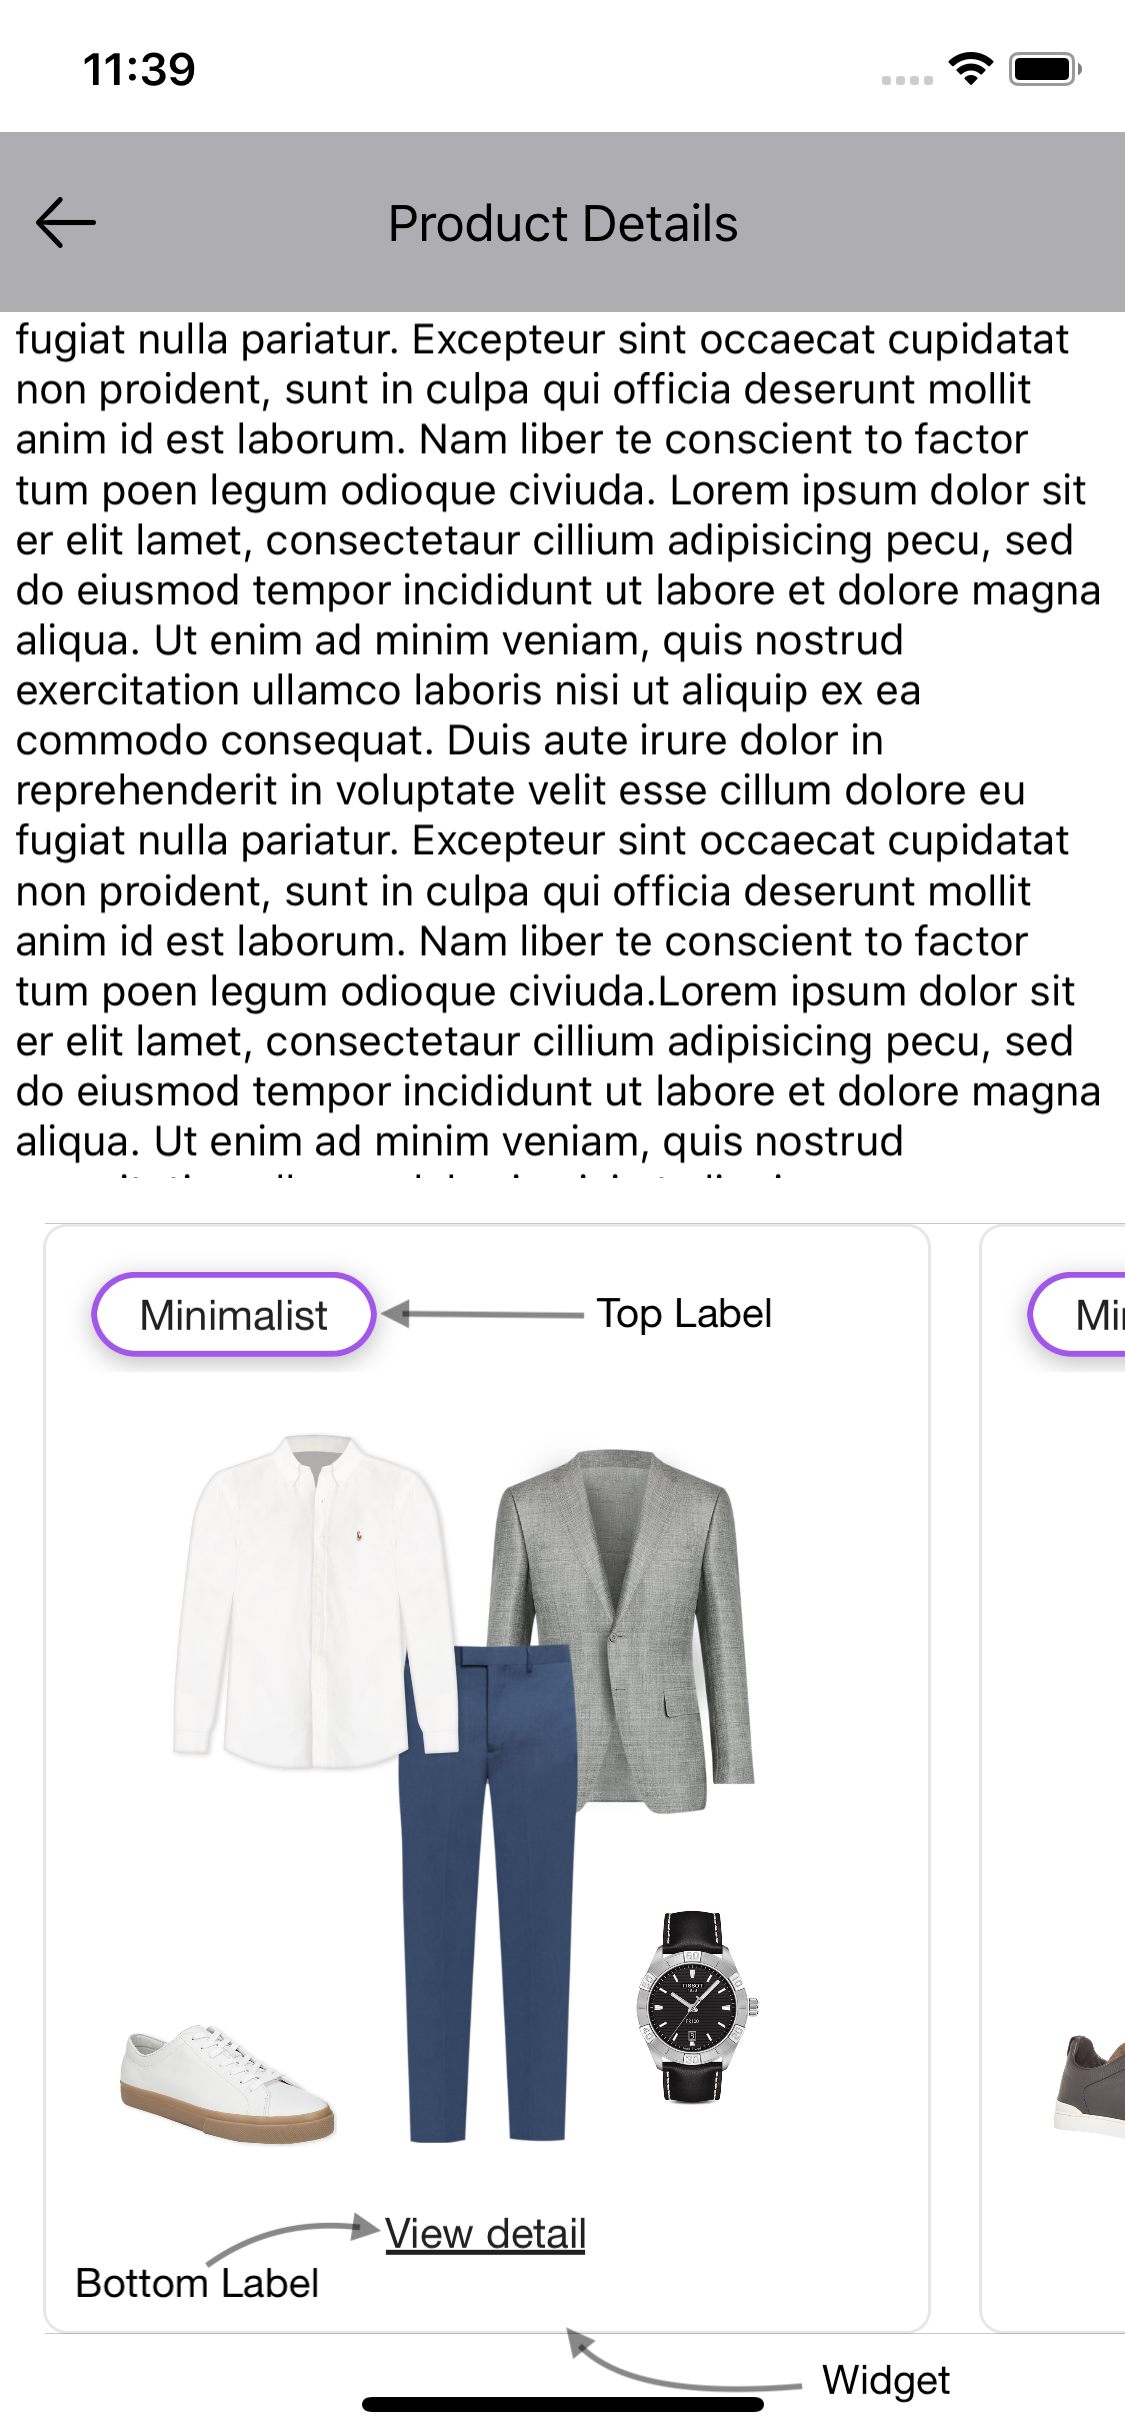 11:39
Product Details
fugiat nulla pariatur. Excepteur sint occaecat cupidatat
non proident, sunt in culpa qui officia deserunt mollit
anim id est laborum. Nam liber te conscient to factor
tum poen legum odioque civiuda. Lorem ipsum dolor sit
er elit lamet, consectetaur cillium adipisicing pecu, sed
do eiusmod tempor incididunt ut labore et dolore magna
aliqua. Ut enim ad minim veniam, quis nostrud
exercitation ullamco laboris nisi ut aliquip ex ea
commodo consequat. Duis aute irure dolor in
reprehenderit in voluptate velit esse cillum dolore eu
fugiat nulla pariatur. Excepteur sint occaecat cupidatat
non proident, sunt in culpa qui officia deserunt mollit
anim id est laborum. Nam liber te conscient to factor
tum poen legum odioque civiuda.Lorem ipsum dolor sit
er elit lamet, consectetaur cillium adipisicing pecu, sed
do eiusmod tempor incididunt ut labore et dolore magna
aliqua. Ut enim ad minim veniam, quis nostrud
Minimalist
Top Label
Mi
TISSOT
View detail
Bottom Label
Widget